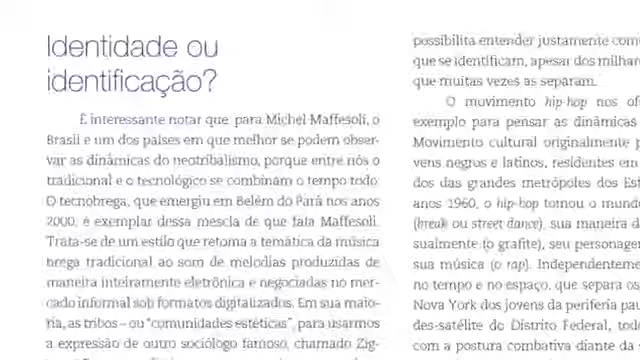 Identidade ou
identificação?
É interessante notar que para Michel Maffesoli, o
Brasil e um dos países em que melhor se podem obser-
var as dinâmicas do neotribalismo, porque entre nós o
tradicional e o tecnológico se combinam o tempo todo.
O tecnobrega, que emergiu em Belém do Pará nos anos
2000, é exemplar dessa mescla de que fala Maffesoli.
Trata-se de um estilo que retoma a temática da música
brega tradicional ao som de melodias produzidas de
maneira inteiramente eletrônica e negociadas no mer-
cado informal sob formatos digitalizados. Em sua maio-
ria, as tribos – ou "comunidades estéticas", para usarmos
a expressão de outro sociólogo famoso, chamado Zig-
possibilita entender justamente com
que se identificam, apesar dos milhar
que muitas vezes as separam.
O movimento hip-hop nos of
exemplo para pensar as dinâmicas
Movimento cultural originalmente p
vens negros e latinos, residentes em
dos das grandes metrópoles dos Est
anos 1960, o hip-hop tomou o mundo
(break ou street dance), sua maneira d
sualmente (o grafite), seu personagem
sua música (o rap). Independenteme
no tempo e no espaço, que separa os
Nova York dos jovens da periferia pau
des-satélite do Distrito Federal, tod
com a postura combativa diante da s